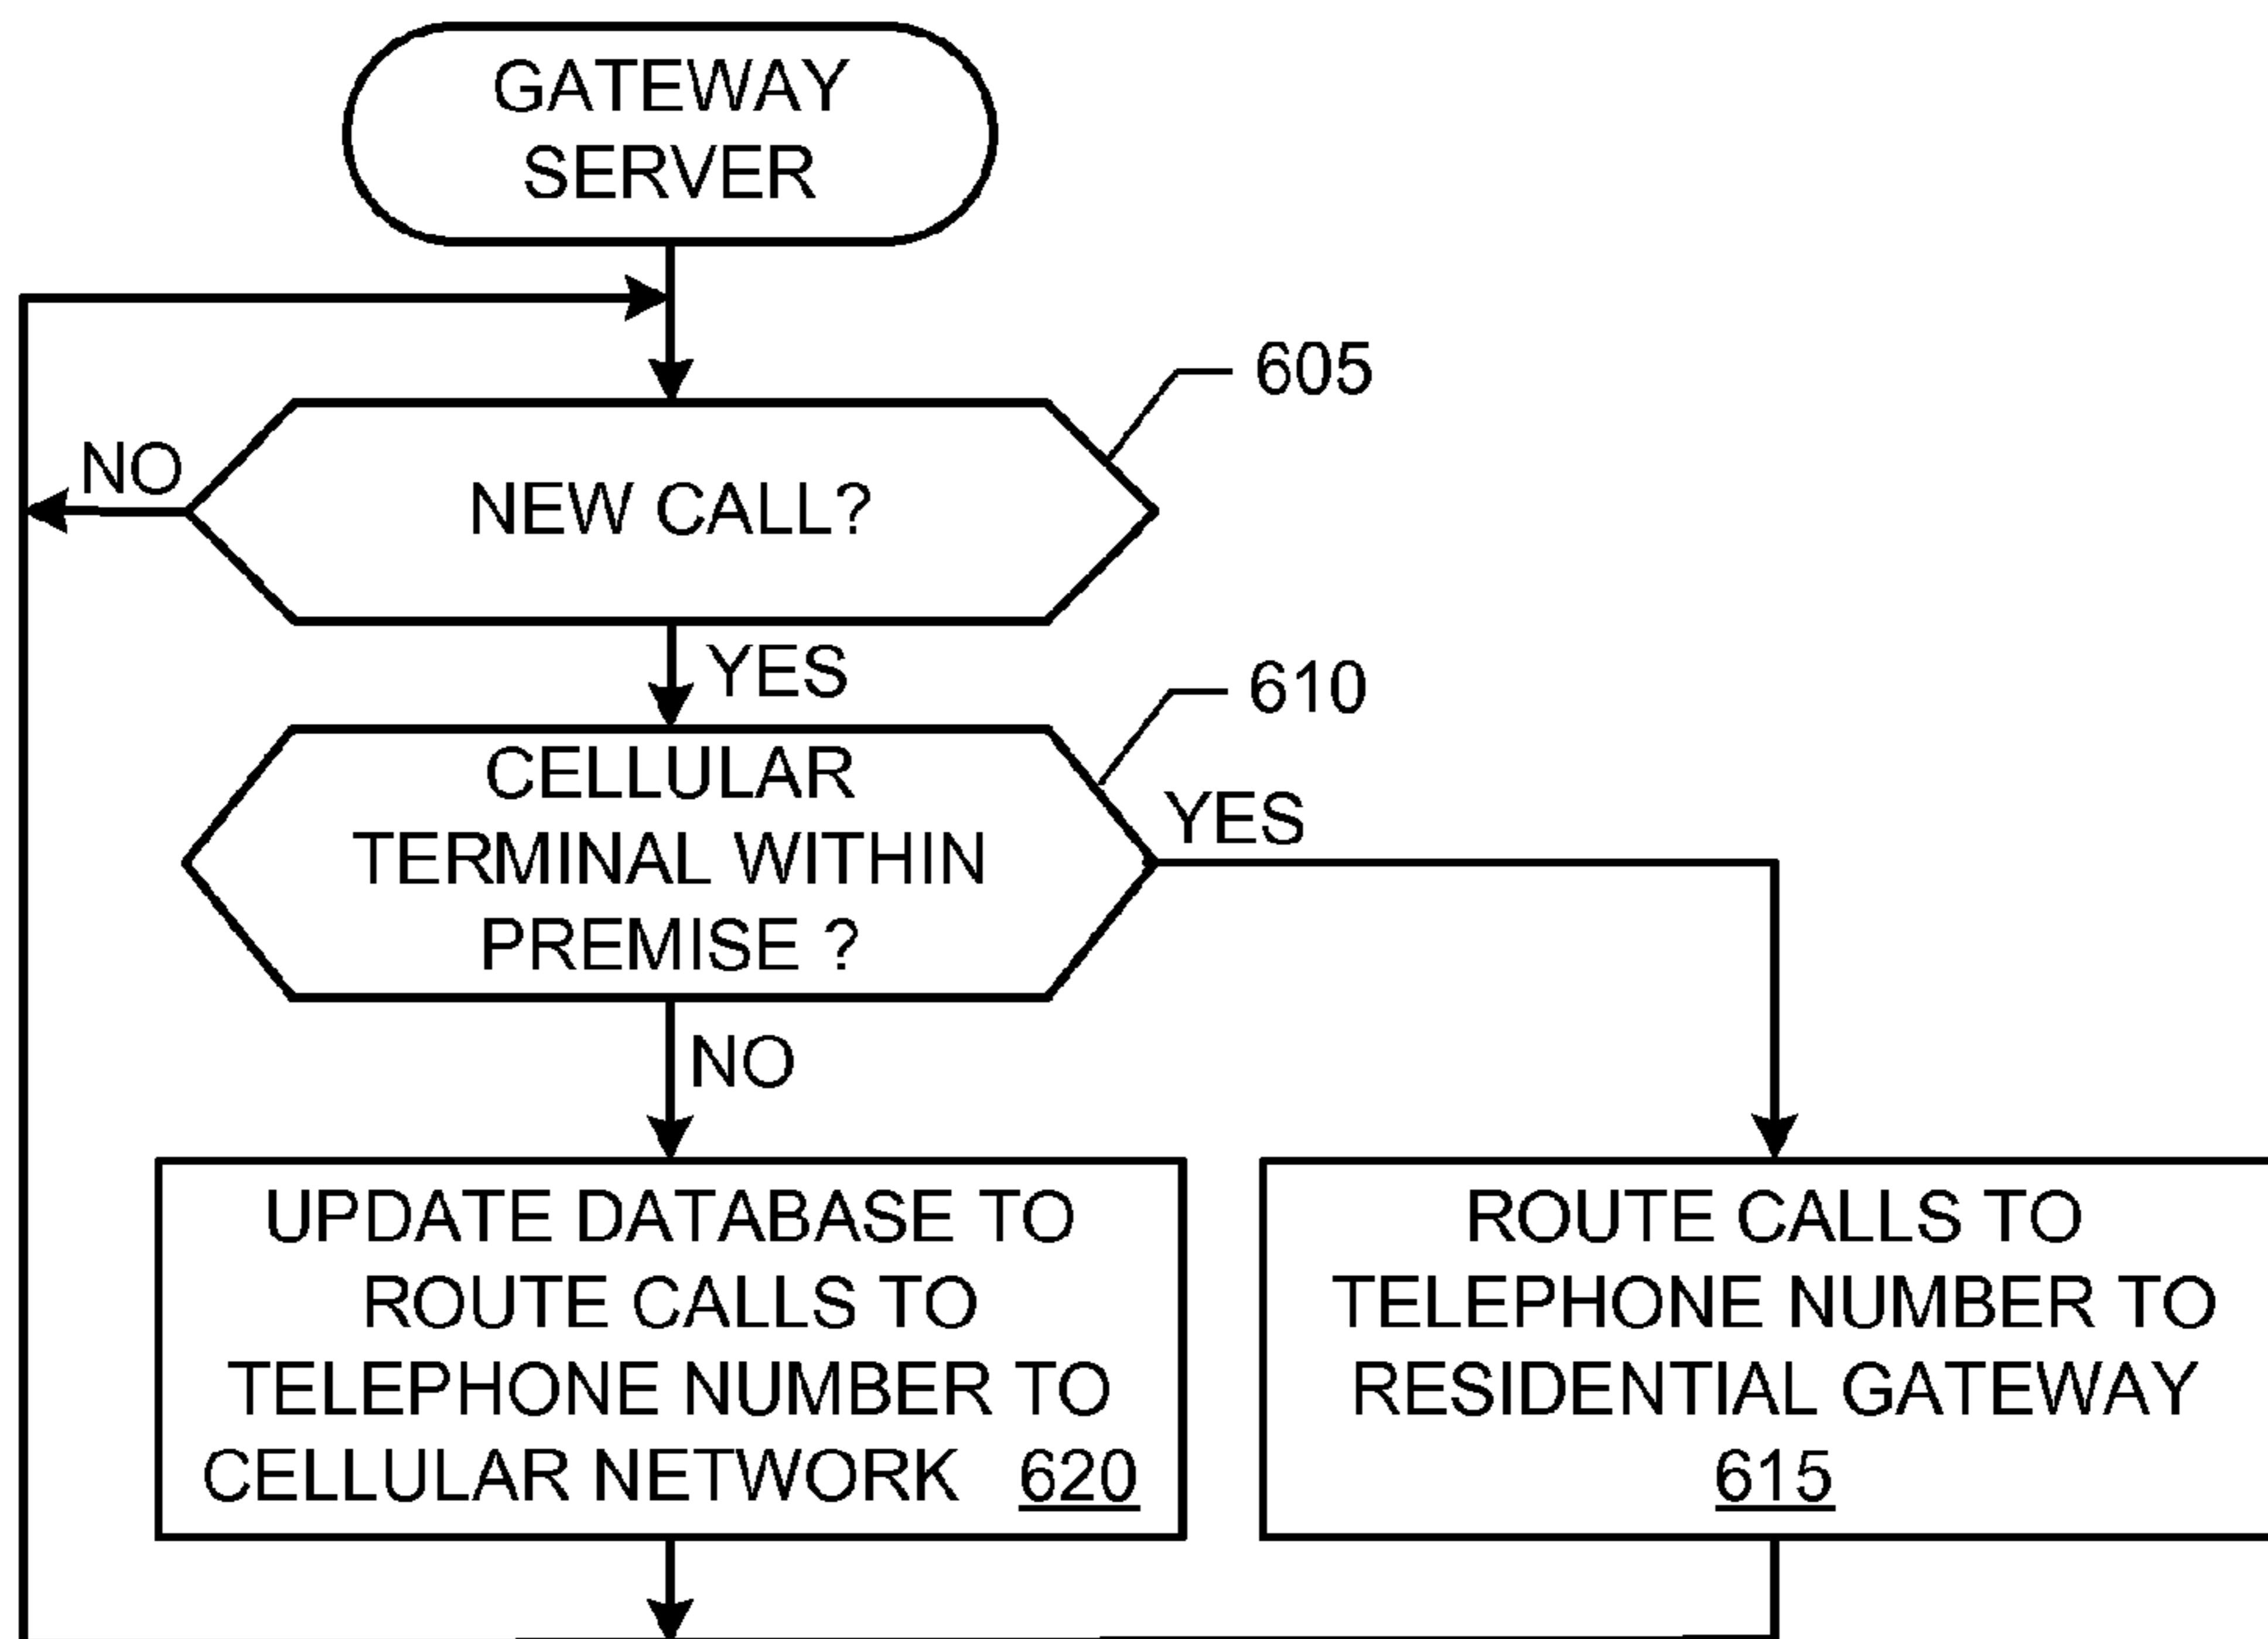 GATEWAY
SERVER
605
NO
NEW CALL?
YES
610
CELLULAR
TERMINAL WITHIN
PREMISE ?
YES
NO
UPDATE DATABASE TO
ROUTE CALLS TO
TELEPHONE NUMBER TO
CELLULAR NETWORK 620
ROUTE CALLS TO
TELEPHONE NUMBER TO
RESIDENTIAL GATEWAY
615